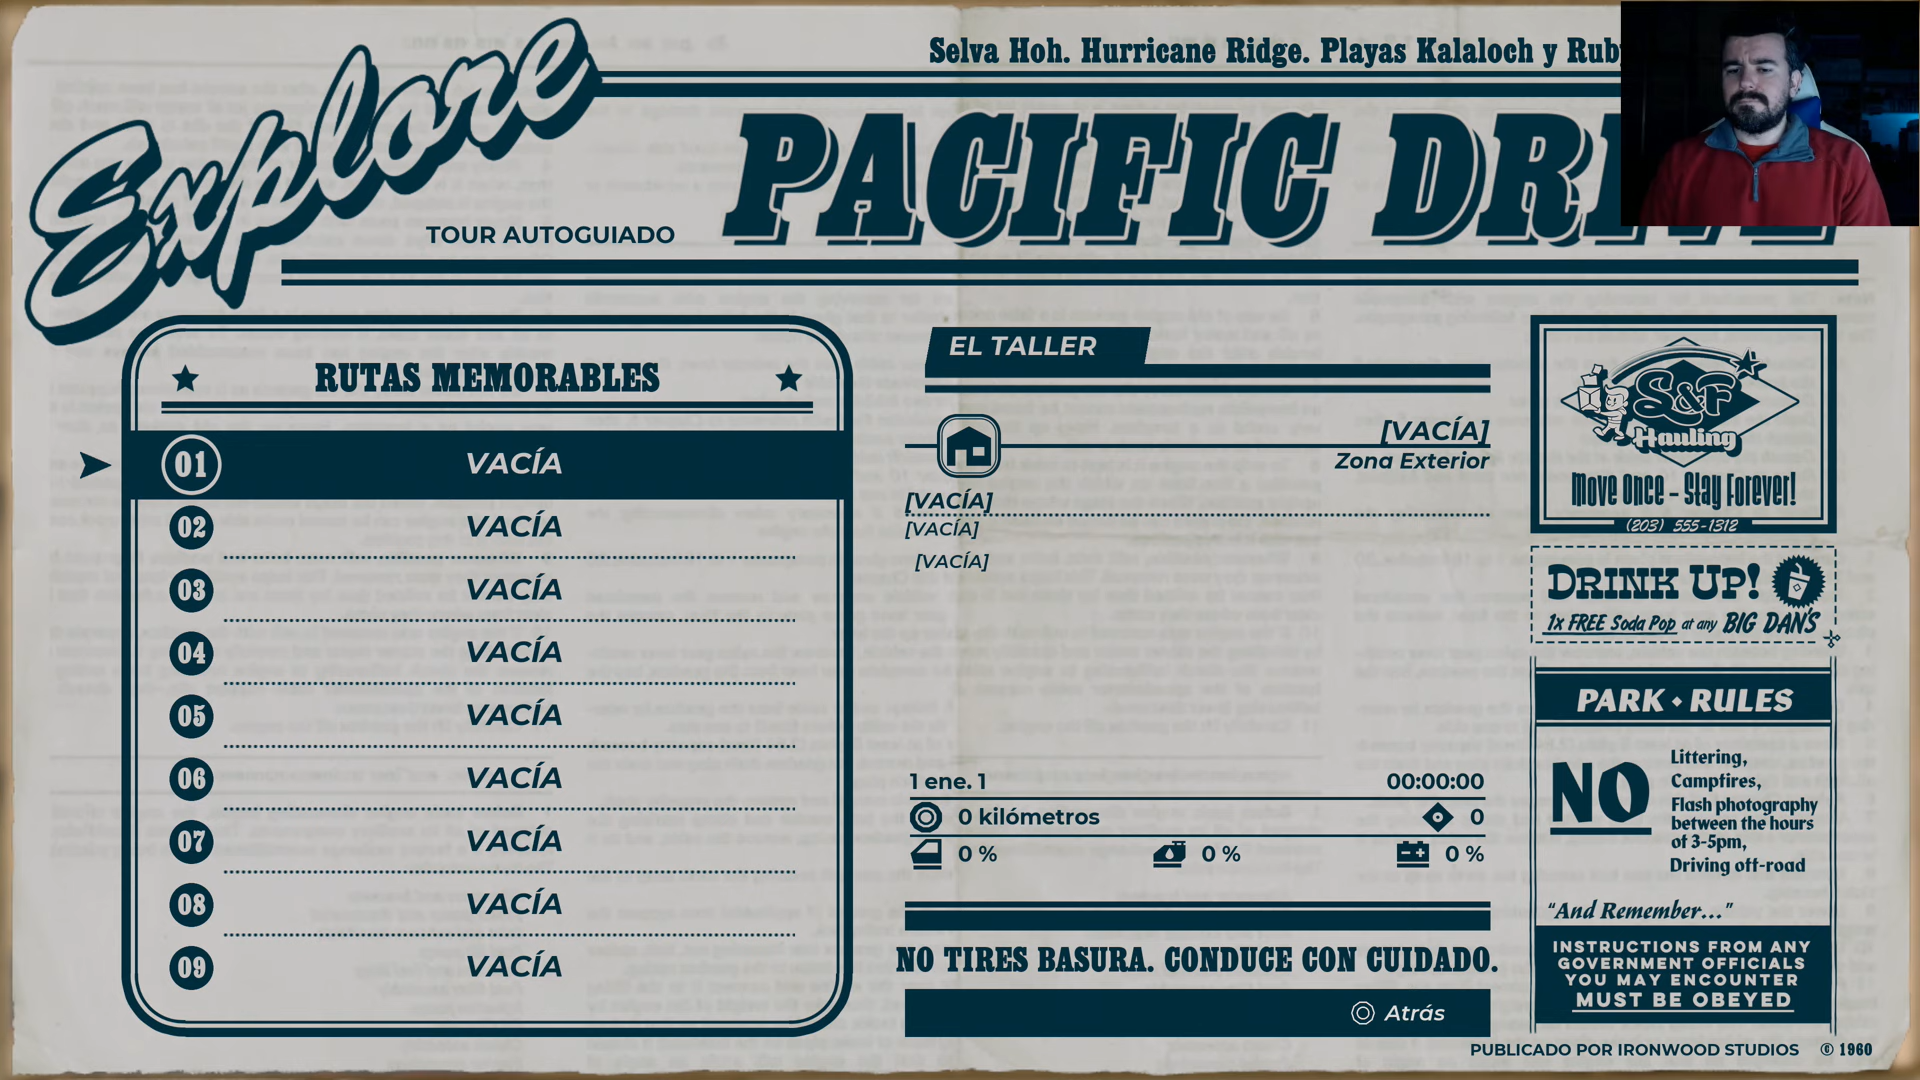 Explore
Selva Hoh. Hurricane Ridge. Playas Kalaloch y Rub
TOUR AUTOGUIADO
PACIFIC DRIVE
RUTAS MEMORABLES
01 VACÍA
02 VACÍA
03 VACÍA
04 VACÍA
05 VACÍA
06 VACÍA
07 VACÍA
08 VACÍA
09 VACÍA
EL TALLER
[VACÍA]
Zona Exterior
[VACÍA]
[VACÍA]
[VACÍA]
1 ene. 1 00:00:00
0 kilómetros 0
0 % 0 % 0 %
NO TIRES BASURA. CONDUCE CON CUIDADO.
Atrás
S&F
Hauling
Move Once - Stay Forever!
(203) 555-1312
DRINK UP!
1x FREE Soda Pop at any BIG DAN'S
PARK • RULES
NO
Littering,
Campfires,
Flash photography
between the hours
of 3-5pm,
Driving off-road
"And Remember..."
INSTRUCTIONS FROM ANY
GOVERNMENT OFFICIALS
YOU MAY ENCOUNTER
MUST BE OBEYED
PUBLICADO POR IRONWOOD STUDIOS © 1960